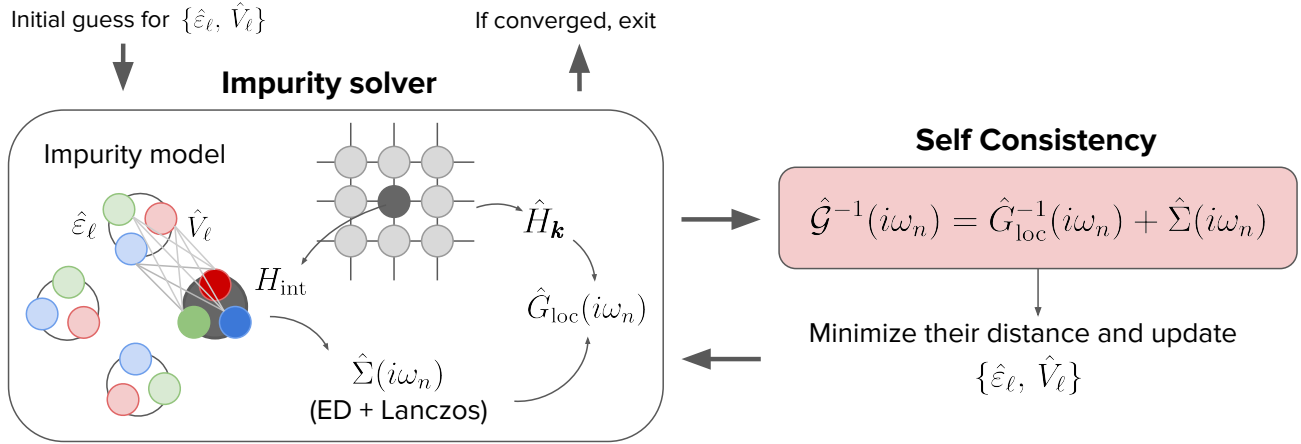 Initial guess for {ε̂_ℓ, V̂_ℓ}
If converged, exit
Impurity solver
Self Consistency
Impurity model
ε̂_ℓ
V̂_ℓ
Ĥ_k
H_int
Ĝ_loc(iω_n)
Σ̂(iω_n)
(ED + Lanczos)
𝒢̂⁻¹(iω_n) = Ĝ_loc⁻¹(iω_n) + Σ̂(iω_n)
Minimize their distance and update
{ε̂_ℓ, V̂_ℓ}